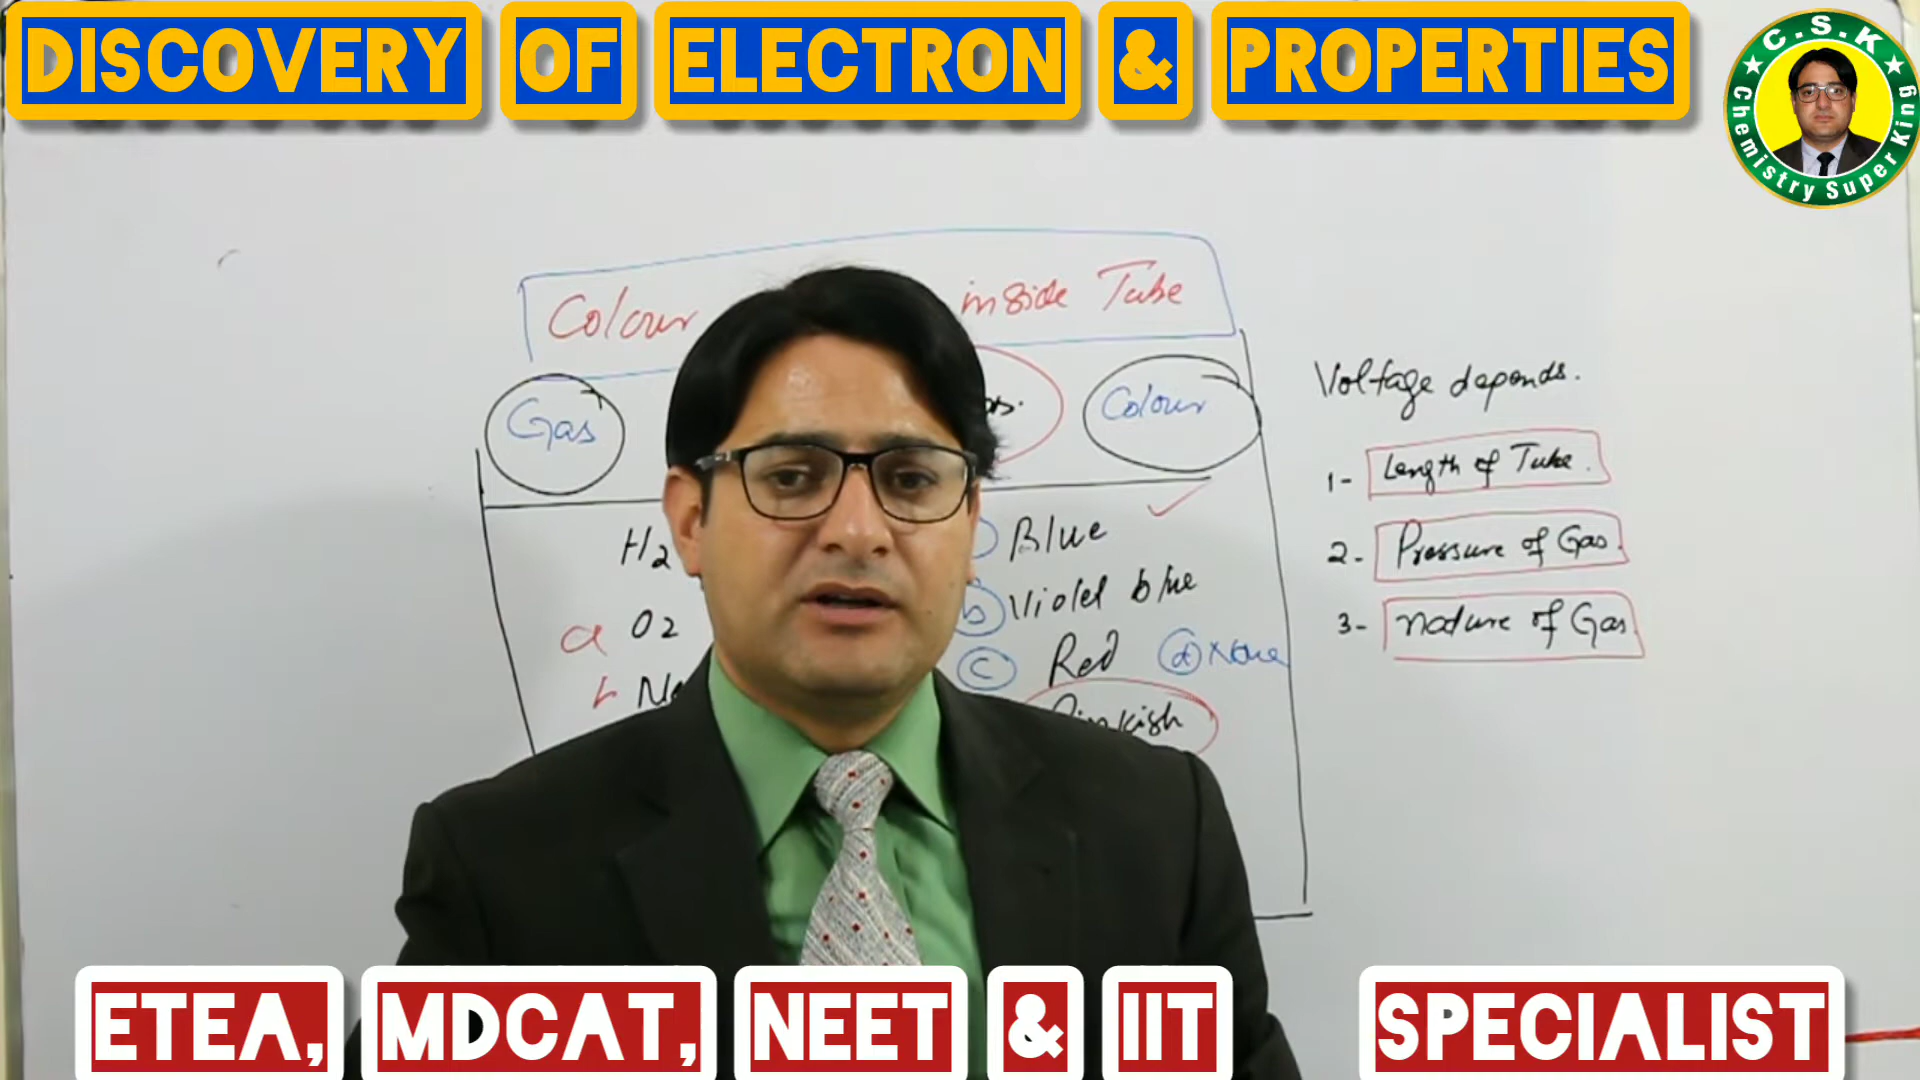 DISCOVERY OF ELECTRON & PROPERTIES
C.S.K
Chemistry Super King
Colour inside Tube
Gas Colour
H2 Blue
a O2 b Violet blue
c Red d None
Pinkish
Voltage depends.
1- Length of Tube.
2- Pressure of Gas.
3- Nature of Gas.
ETEA, MDCAT, NEET & IIT SPECIALIST